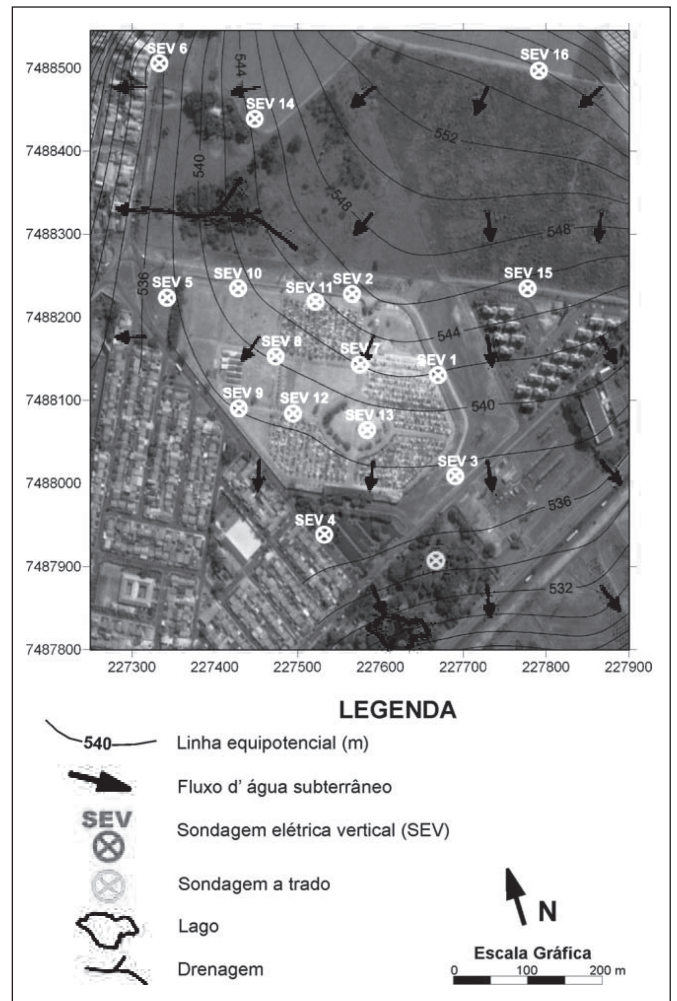 SEV 6
SEV 16
7488500
544
SEV 14
7488400
552
540
548
7488300
548
SEV 10
SEV 2
SEV 15
SEV 5
536
SEV 11
7488200
544
SEV 8
SEV 7
SEV 1
7488100
540
SEV 9
SEV 12
SEV 13
SEV 3
7488000
536
SEV 4
7487900
532
7487800
227300 227400 227500 227600 227700 227800 227900
LEGENDA
540 Linha equipotencial (m)
Fluxo d' água subterrâneo
SEV Sondagem elétrica vertical (SEV)
Sondagem a trado
Lago
N
Escala Gráfica
Drenagem
0 100 200 m